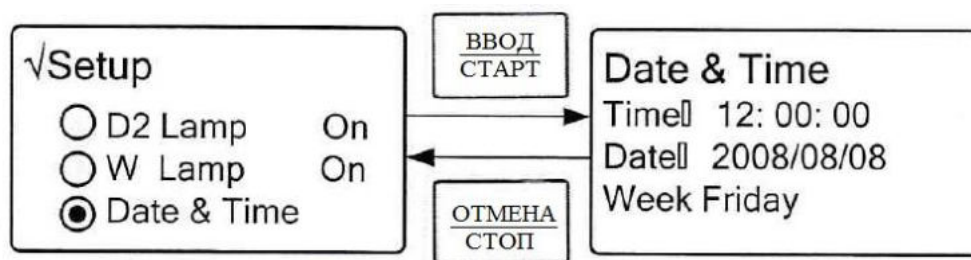 √Setup
D2 Lamp On
W Lamp On
Date & Time
ВВОД
СТАРТ
ОТМЕНА
СТОП
Date & Time
Time▯ 12: 00: 00
Date▯ 2008/08/08
Week Friday